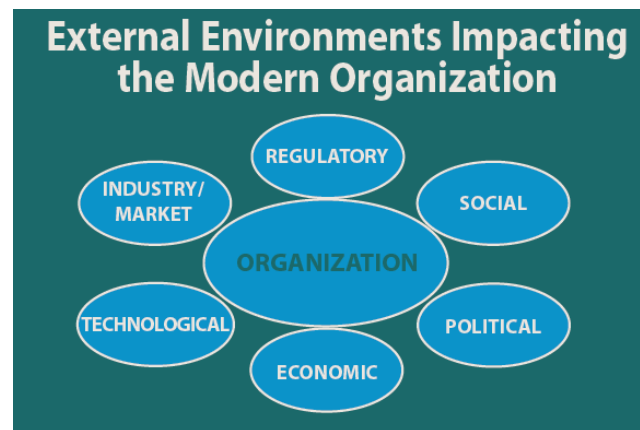 External Environments Impacting
the Modern Organization
REGULATORY
INDUSTRY/
MARKET
SOCIAL
ORGANIZATION
TECHNOLOGICAL
POLITICAL
ECONOMIC